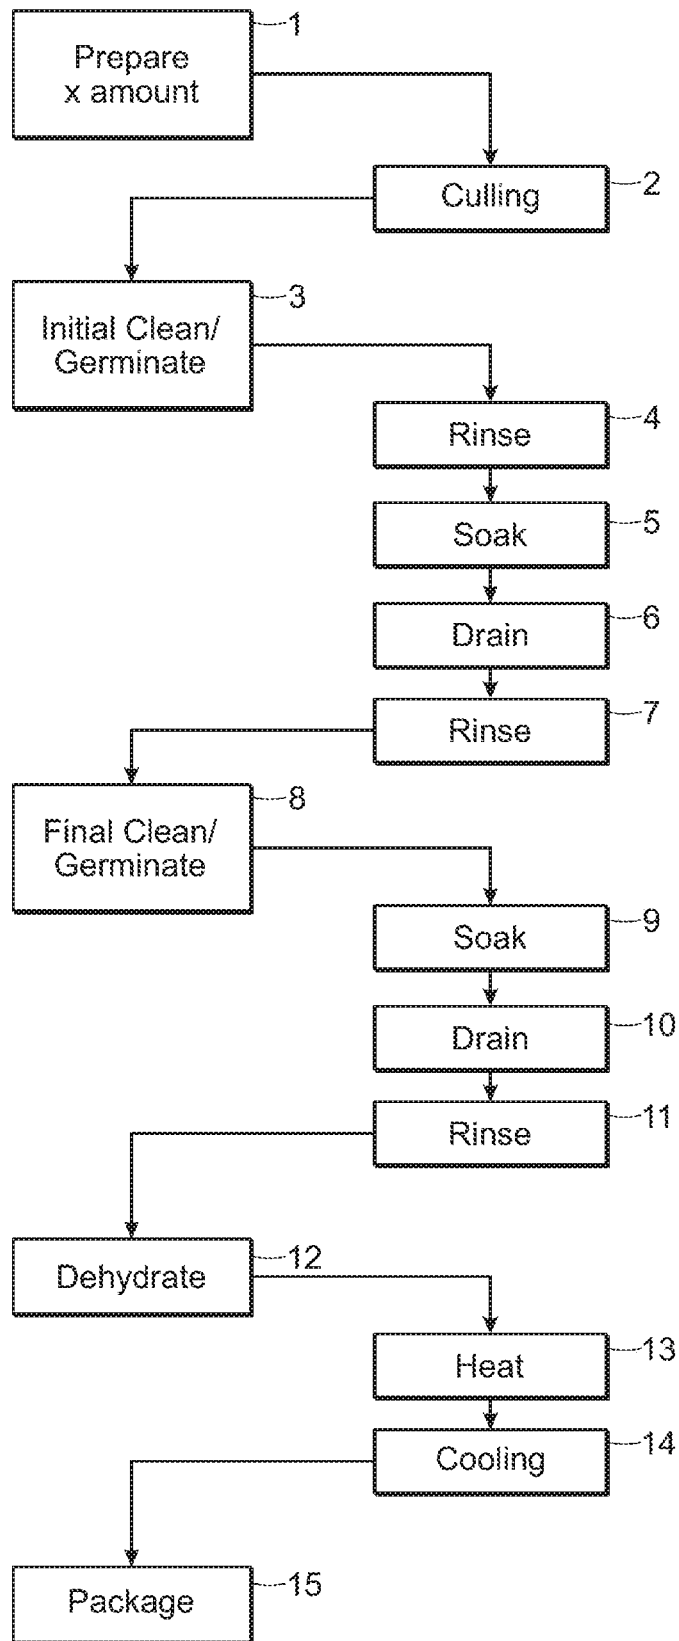 1
Prepare
x amount
Culling
2
3
Initial Clean/
Germinate
Rinse
4
Soak
5
Drain
6
Rinse
7
8
Final Clean/
Germinate
Soak
9
Drain
10
Rinse
11
Dehydrate
12
Heat
13
Cooling
14
Package
15